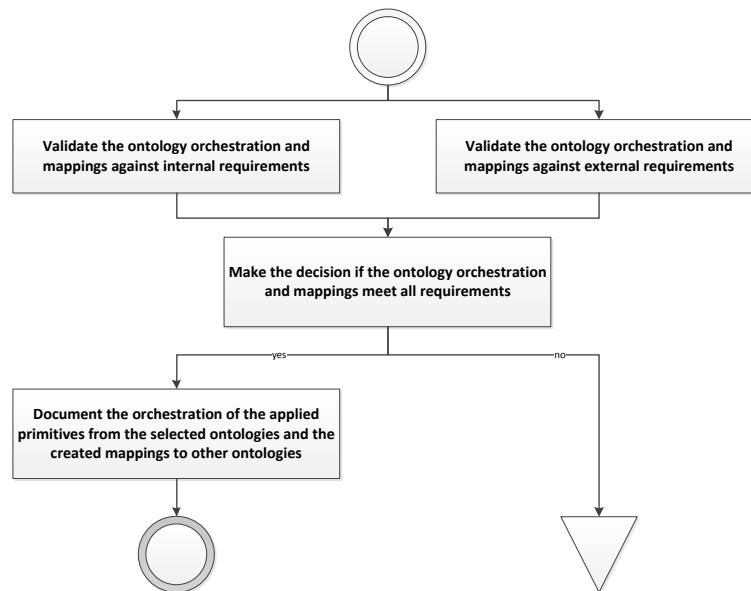 Validate the ontology orchestration and
mappings against internal requirements
Validate the ontology orchestration and
mappings against external requirements
Make the decision if the ontology orchestration
and mappings meet all requirements
yes
no
Document the orchestration of the applied
primitives from the selected ontologies and the
created mappings to other ontologies